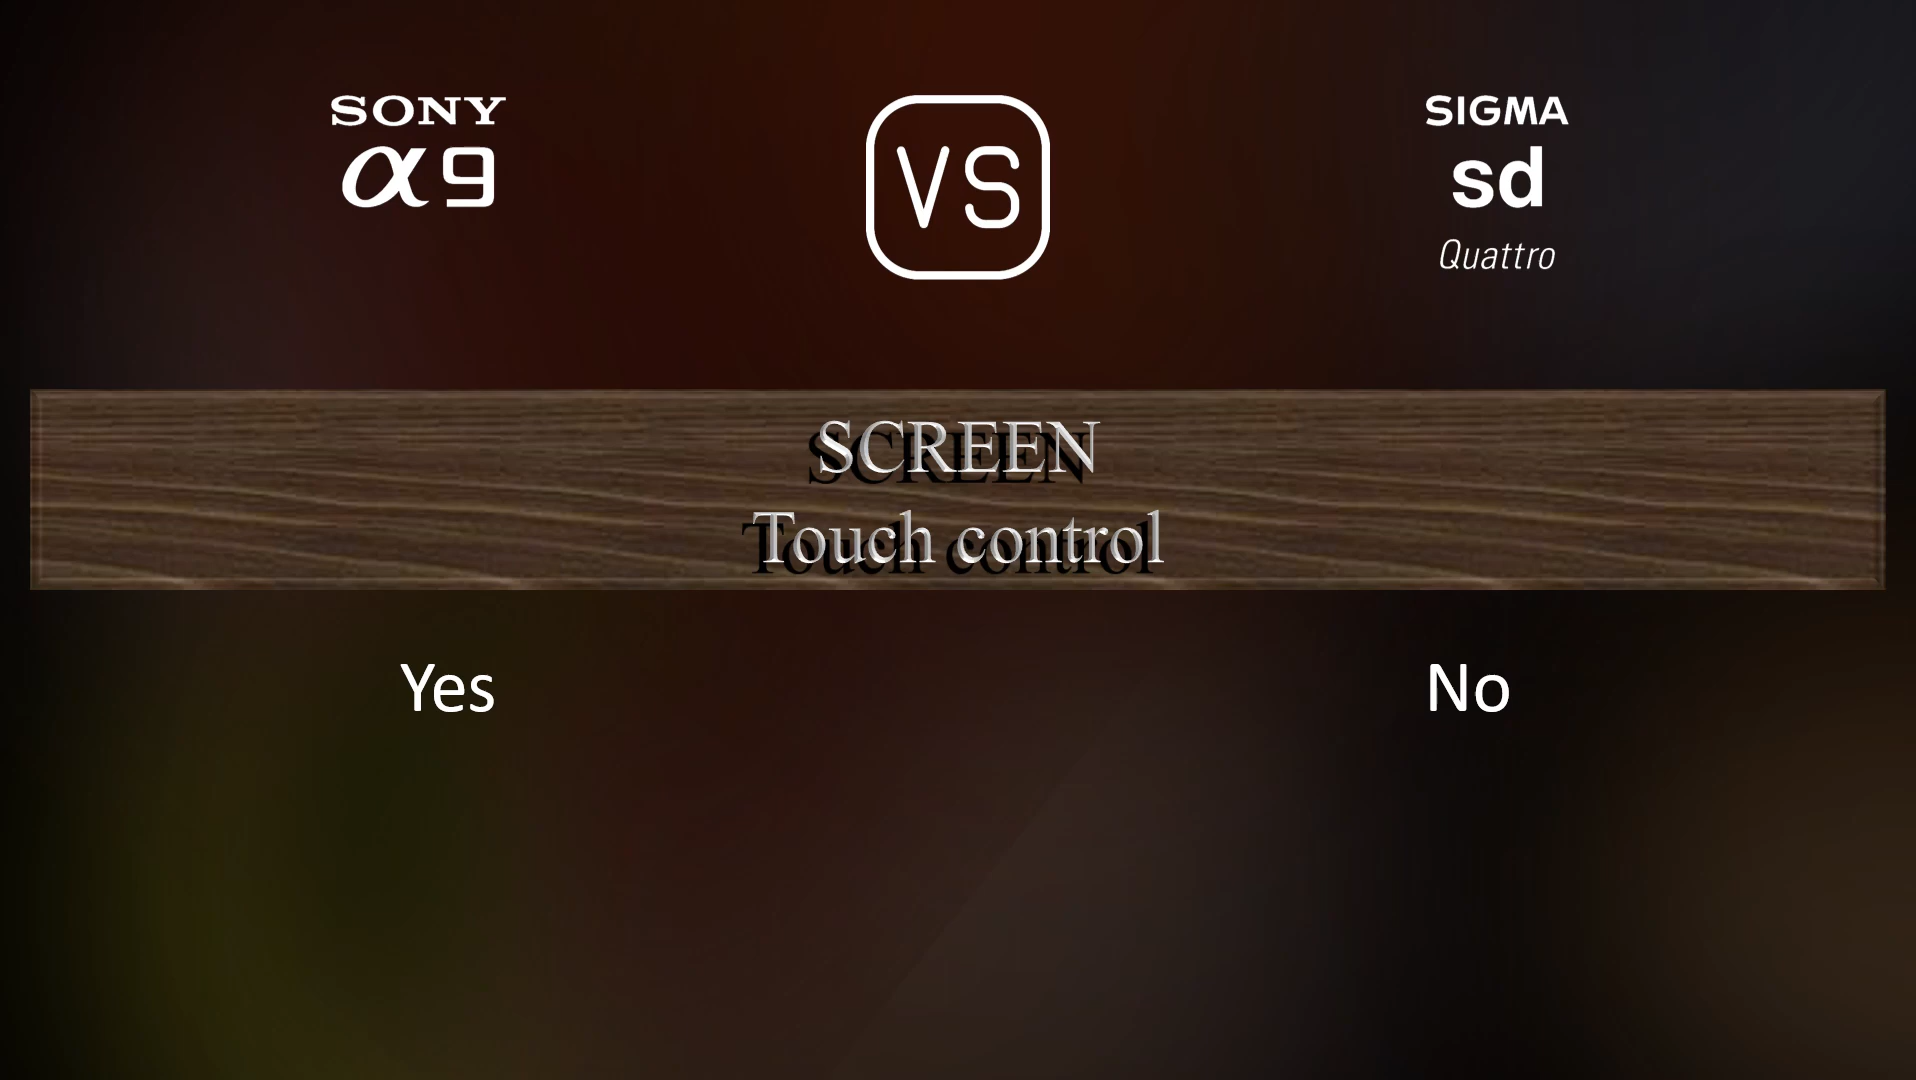 SONY
α9
VS
SIGMA
sd
Quattro
SCREEN
Touch control
Yes
No